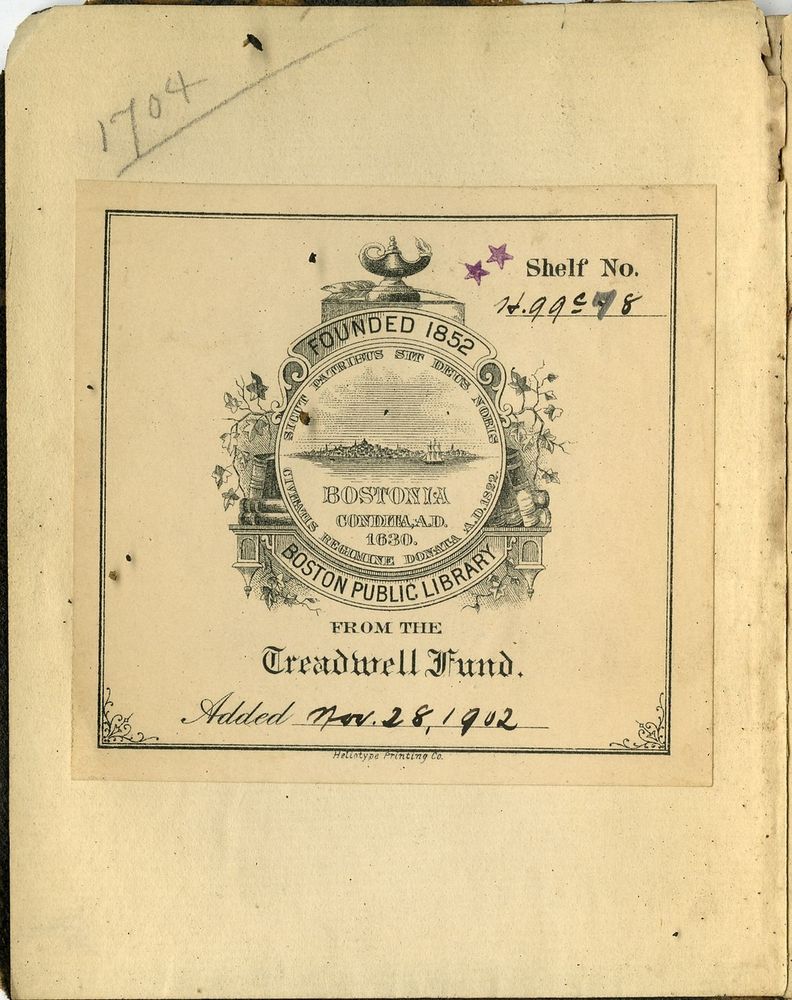 1704
Shelf No.
H.99c78
FOUNDED 1852
SICUT PATRIBUS SIT DEUS NOBIS
BOSTONIA
CONDITA, A.D.
1630.
CIVITATIS REGIMINE DONATA A.D. 1822
BOSTON PUBLIC LIBRARY
FROM THE
Treadwell Fund.
Added Nov. 28, 1902
Heliotype Printing Co.